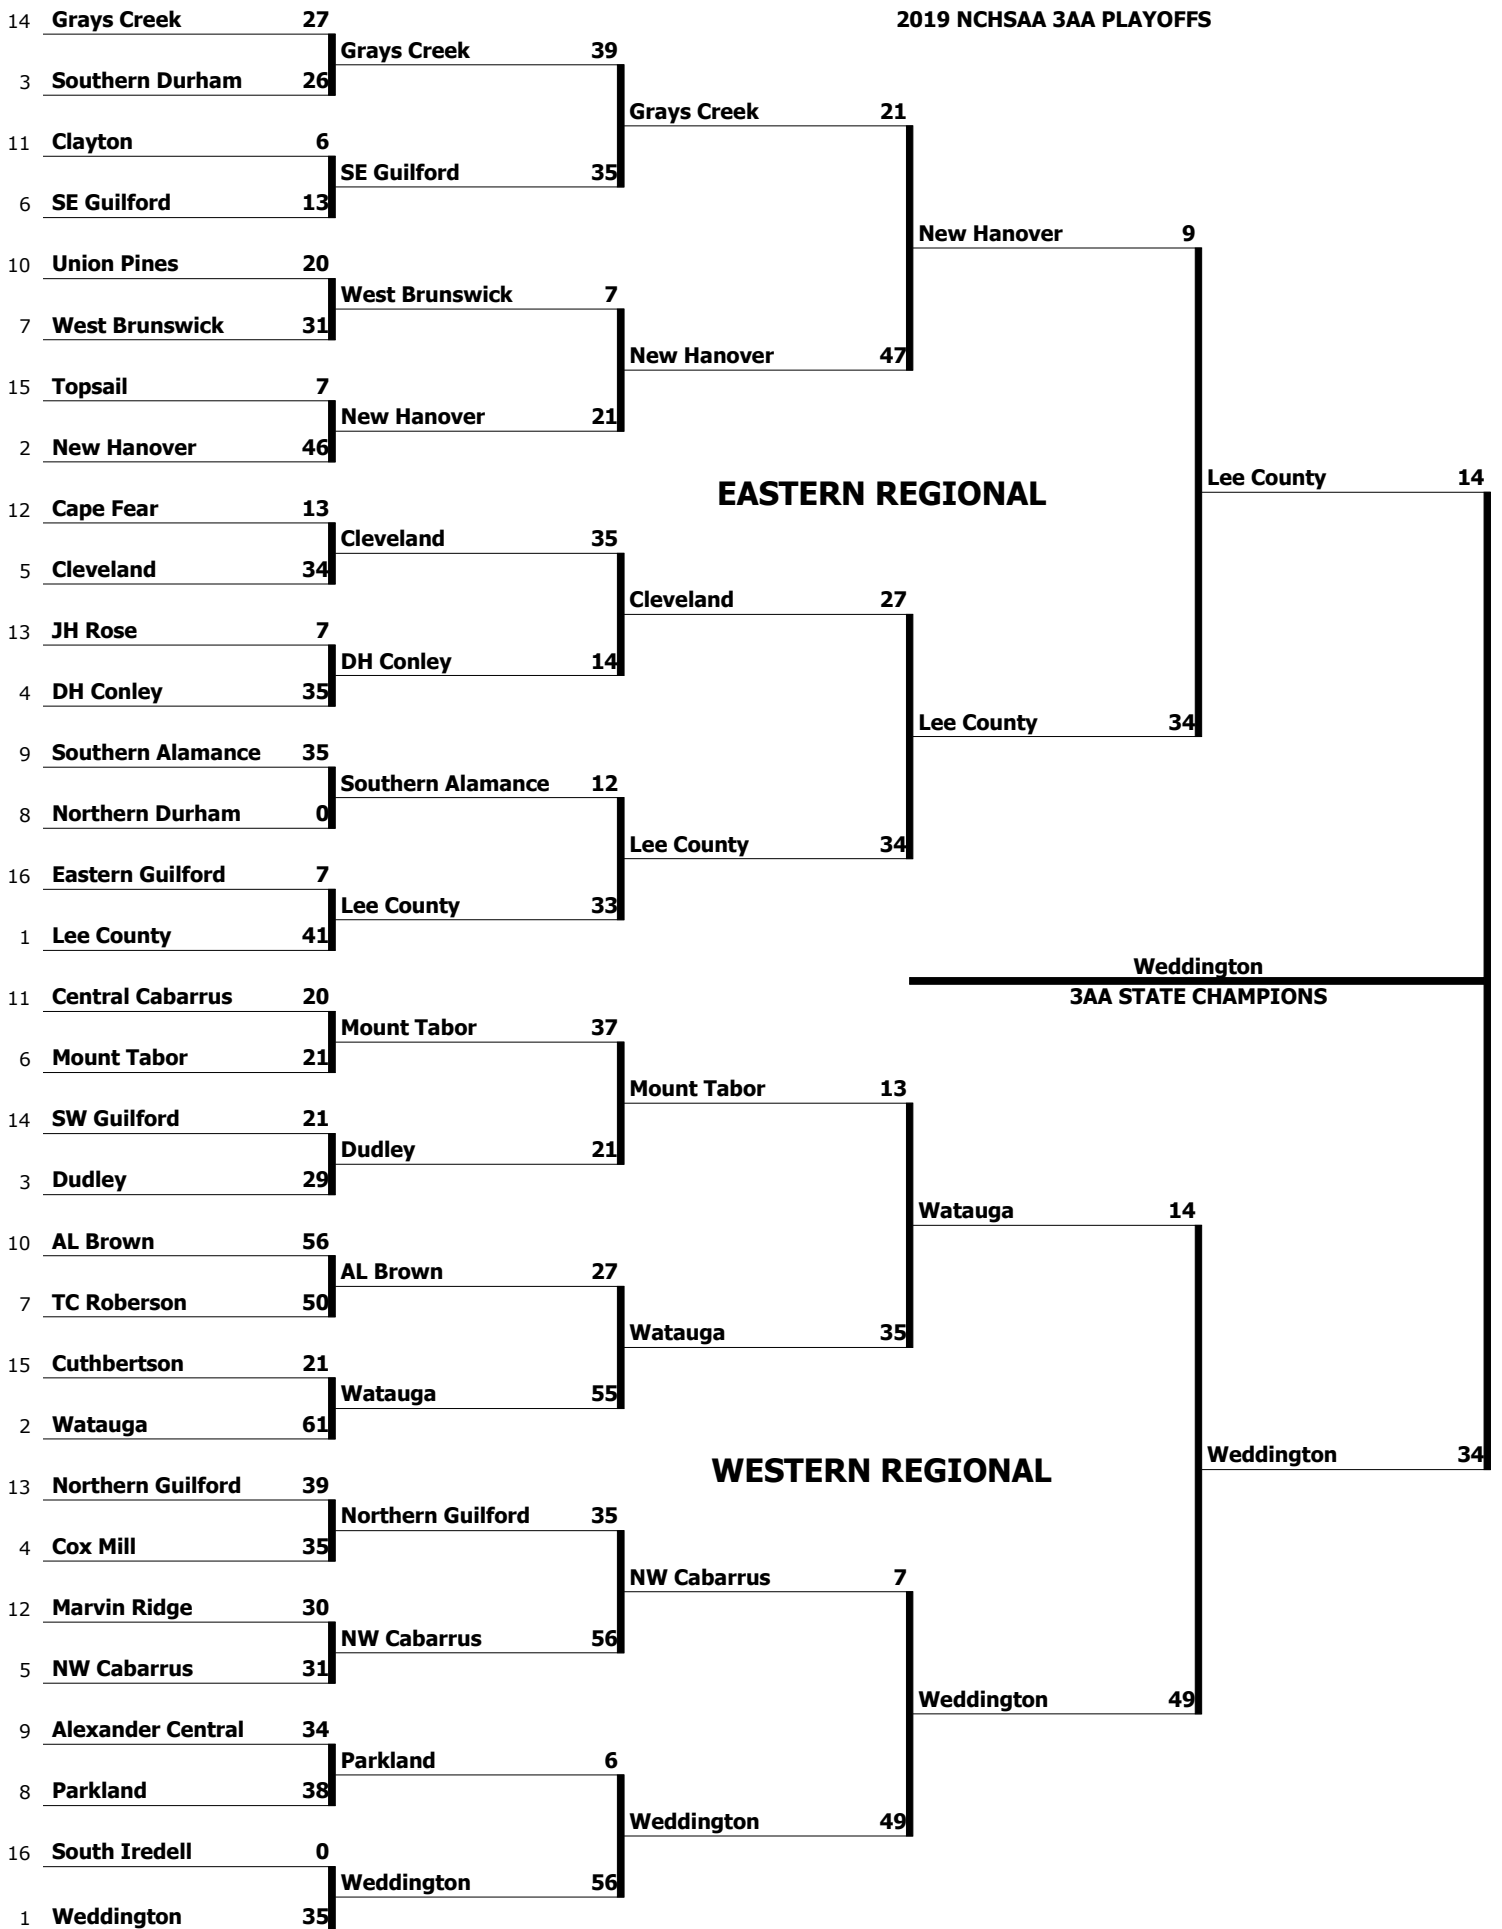 2019 NCHSAA 3AA PLAYOFFS
14 Grays Creek 27
Grays Creek 39
3 Southern Durham 26
Grays Creek 21
11 Clayton 6
SE Guilford 35
6 SE Guilford 13
New Hanover 9
10 Union Pines 20
West Brunswick 7
7 West Brunswick 31
New Hanover 47
15 Topsail 7
New Hanover 21
2 New Hanover 46
Lee County 14
EASTERN REGIONAL
12 Cape Fear 13
Cleveland 35
5 Cleveland 34
Cleveland 27
13 JH Rose 7
DH Conley 14
4 DH Conley 35
Lee County 34
9 Southern Alamance 35
Southern Alamance 12
8 Northern Durham 0
Lee County 34
16 Eastern Guilford 7
Lee County 33
1 Lee County 41
Weddington
3AA STATE CHAMPIONS
11 Central Cabarrus 20
Mount Tabor 37
6 Mount Tabor 21
Mount Tabor 13
14 SW Guilford 21
Dudley 21
3 Dudley 29
Watauga 14
10 AL Brown 56
AL Brown 27
7 TC Roberson 50
Watauga 35
15 Cuthbertson 21
Watauga 55
2 Watauga 61
Weddington 34
WESTERN REGIONAL
13 Northern Guilford 39
Northern Guilford 35
4 Cox Mill 35
NW Cabarrus 7
12 Marvin Ridge 30
NW Cabarrus 56
5 NW Cabarrus 31
Weddington 49
9 Alexander Central 34
Parkland 6
8 Parkland 38
Weddington 49
16 South Iredell 0
Weddington 56
1 Weddington 35